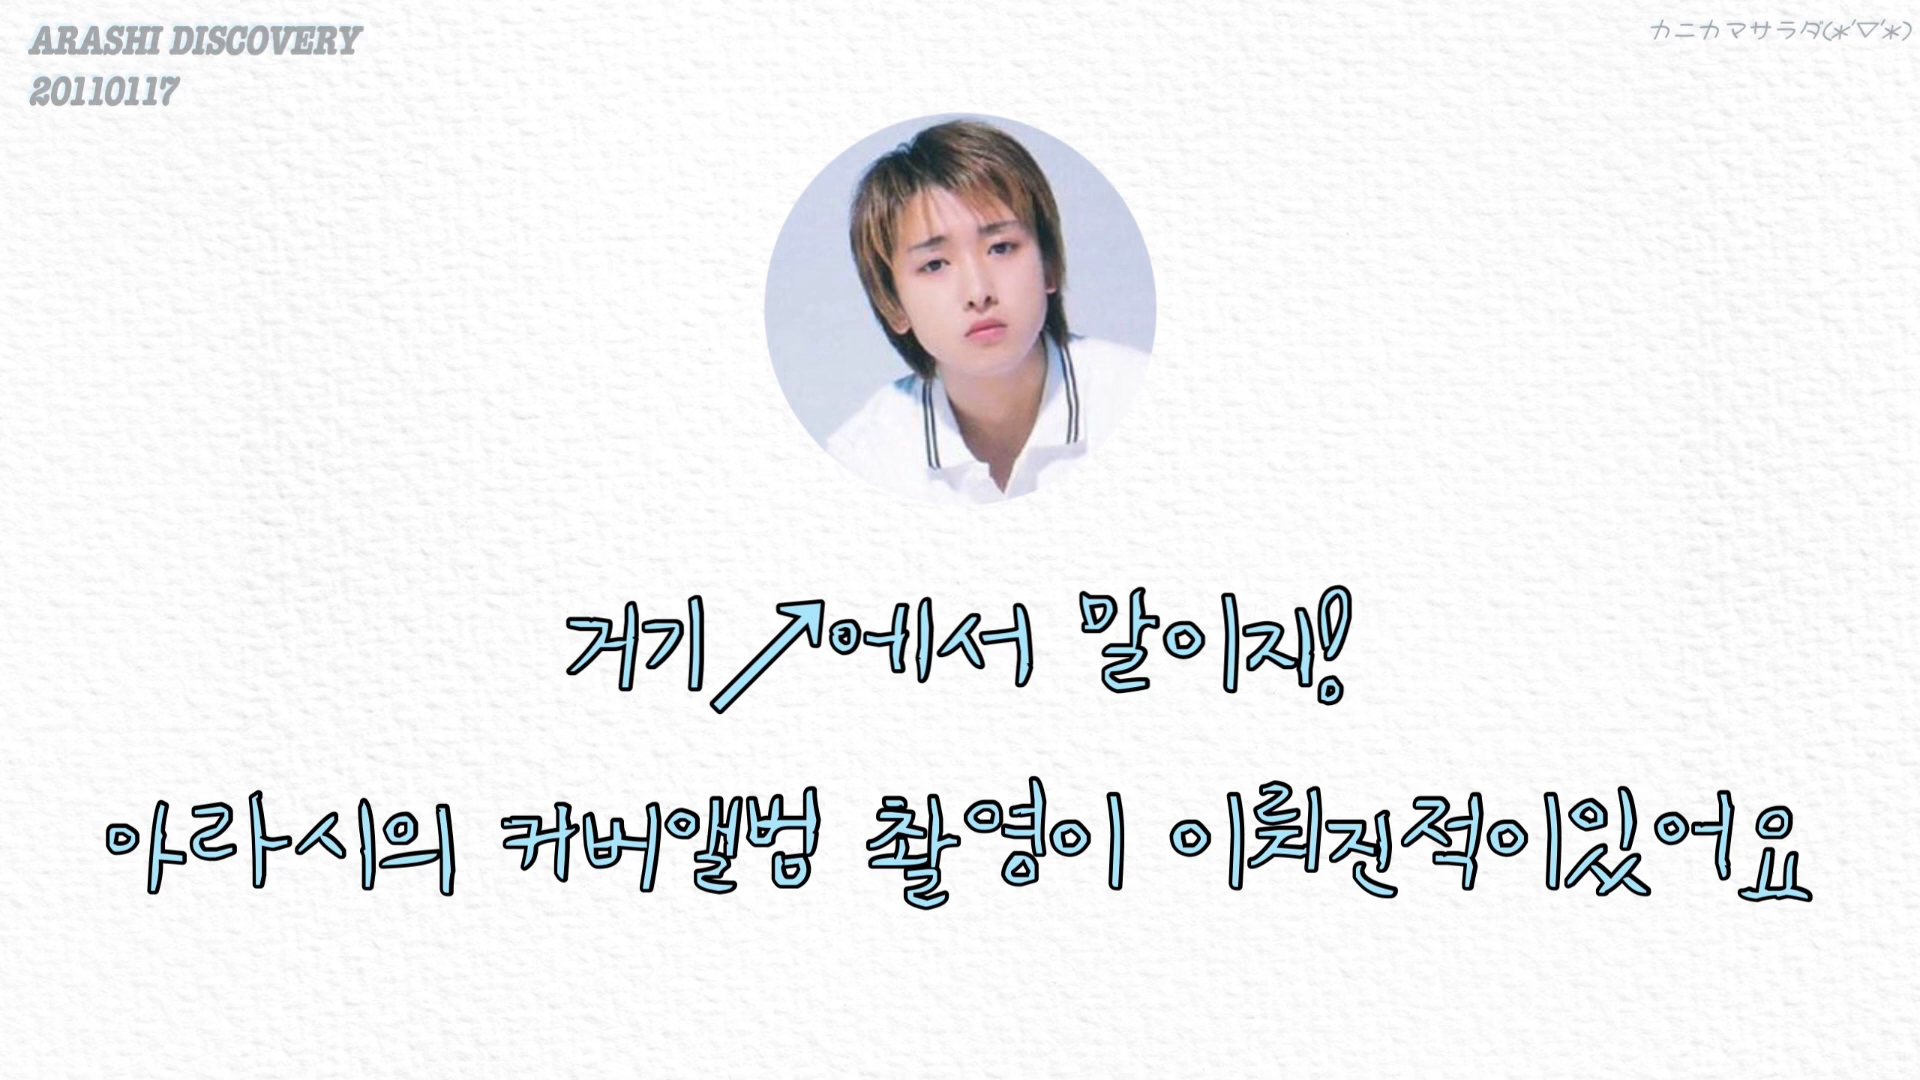 ARASHI DISCOVERY
20110117
カニカマサラダ(*´▽`*)
거기↗에서 말이지!
아라시의 커버앨범 촬영이 이뤄진적이있어요